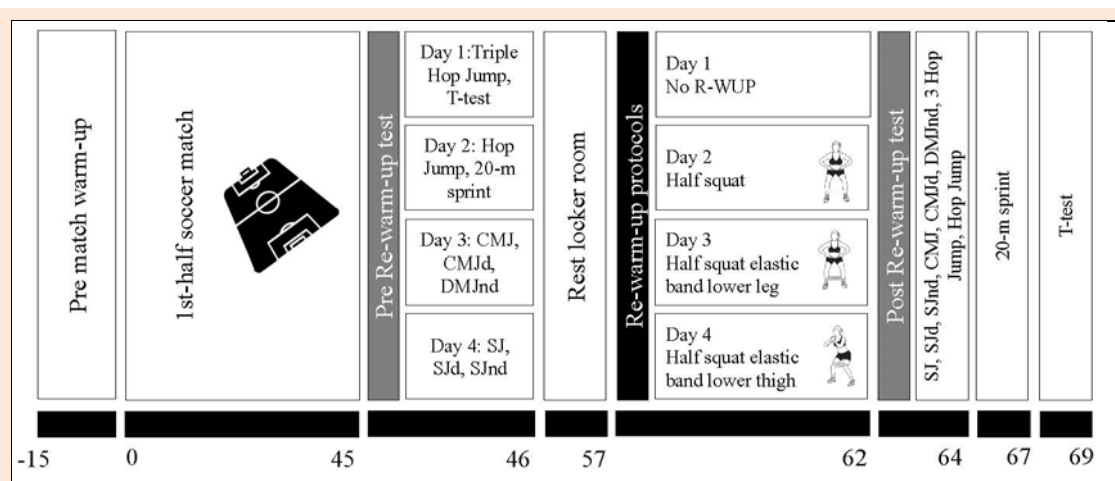 Pre match warm-up
1st-half soccer match
Pre Re-warm-up test
Day 1:Triple
Hop Jump,
T-test
Day 2: Hop
Jump, 20-m
sprint
Day 3: CMJ,
CMJd,
DMJnd
Day 4: SJ,
SJd, SJnd
Rest locker room
Re-warm-up protocols
Day 1
No R-WUP
Day 2
Half squat
Day 3
Half squat elastic
band lower leg
Day 4
Half squat elastic
band lower thigh
Post Re-warm-up test
SJ, SJd, SJnd, CMJ, CMJd, DMJnd, 3 Hop
Jump, Hop Jump
20-m sprint
T-test
-15 0 45 46 57 62 64 67 69